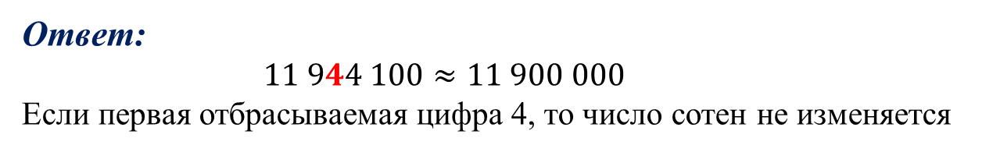 Ответ:
11 944 100 ≈ 11 900 000
Если первая отбрасываемая цифра 4, то число сотен не изменяется